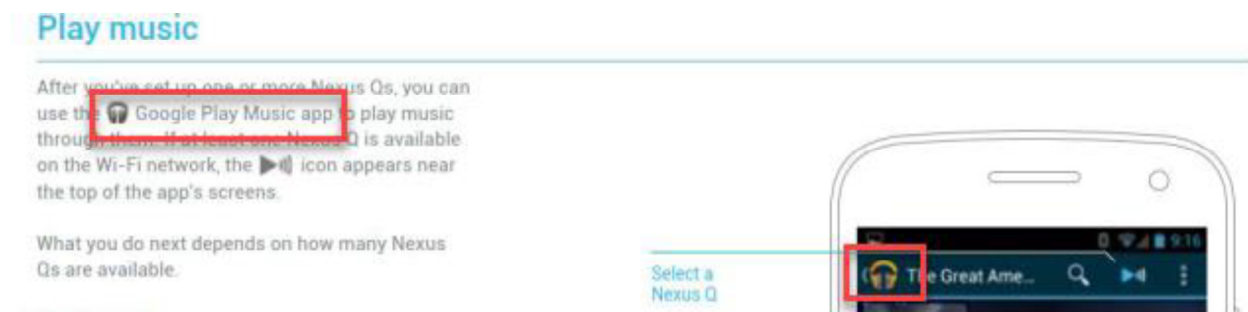 Play music
After you've set up one or more Nexus Qs, you can
use the Google Play Music app to play music
through them. If at least one Nexus Q is available
on the Wi-Fi network, the icon appears near
the top of the app's screens.
What you do next depends on how many Nexus
Qs are available.
9:16
Select a
Nexus Q
The Great Ame...